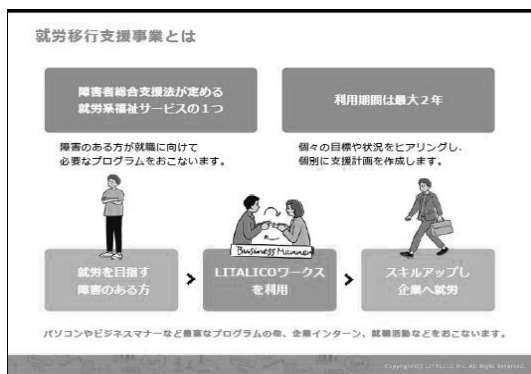 就労移行支援事業とは
障害者総合支援法が定める
就労系福祉サービスの1つ
利用期間は最大2年
障害のある方が就職に向けて
必要なプログラムをおこないます。
個々の目標や状況をヒアリングし、
個別に支援計画を作成します。
Business Manner
就労を目指す
障害のある方
>
LITALICOワークス
を利用
>
スキルアップし
企業へ就労
パソコンやビジネスマナーなど豊富なプログラムの他、企業インターン、就職活動などをおこないます。
Copyright(C) LITALICO Inc. All Right Reserved.